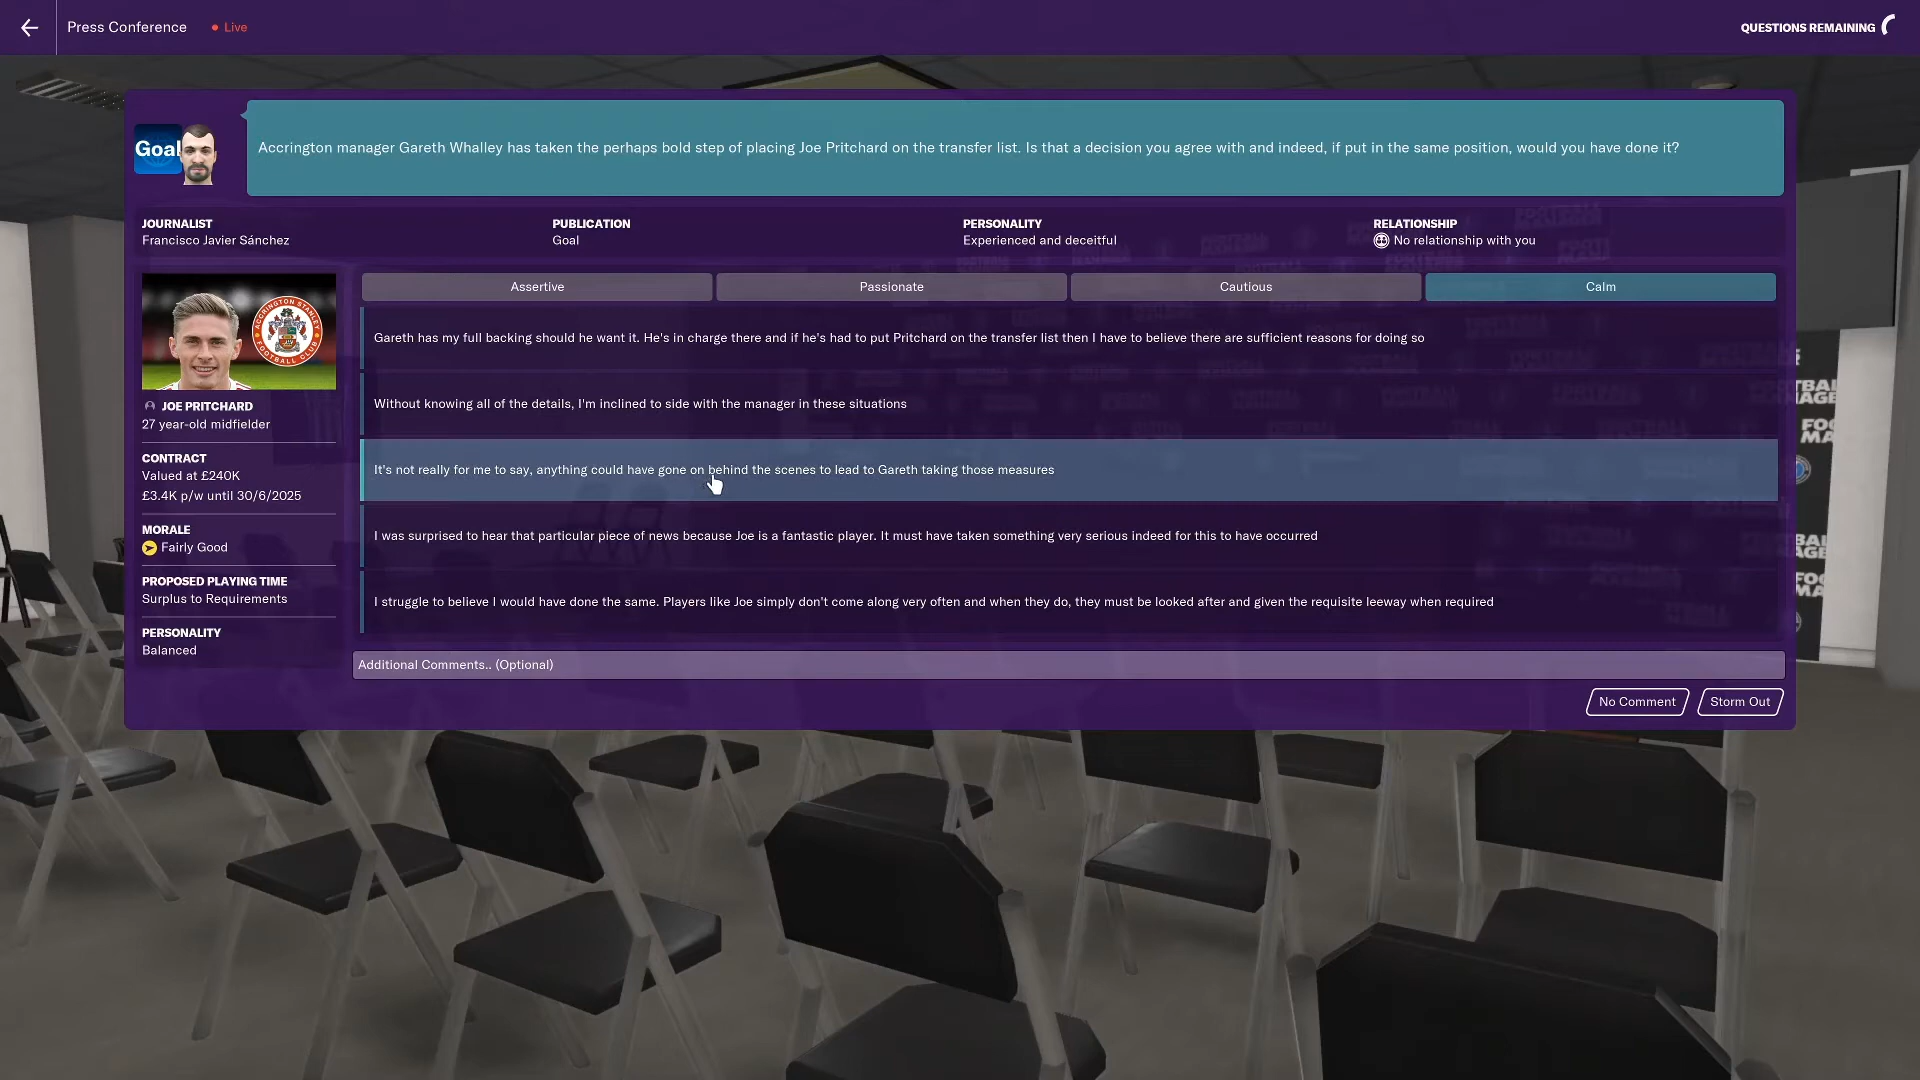 Press Conference
Live
QUESTIONS REMAINING
Goal
Accrington manager Gareth Whalley has taken the perhaps bold step of placing Joe Pritchard on the transfer list. Is that a decision you agree with and indeed, if put in the same position, would you have done it?
JOURNALIST
Francisco Javier Sánchez
PUBLICATION
Goal
PERSONALITY
Experienced and deceitful
RELATIONSHIP
No relationship with you
ACCRINGTON STANLEY
FOOTBALL CLUB
JOE PRITCHARD
27 year-old midfielder
CONTRACT
Valued at £240K
£3.4K p/w until 30/6/2025
MORALE
Fairly Good
PROPOSED PLAYING TIME
Surplus to Requirements
PERSONALITY
Balanced
Assertive
Passionate
Cautious
Calm
Gareth has my full backing should he want it. He's in charge there and if he's had to put Pritchard on the transfer list then I have to believe there are sufficient reasons for doing so
Without knowing all of the details, I'm inclined to side with the manager in these situations
It's not really for me to say, anything could have gone on behind the scenes to lead to Gareth taking those measures
I was surprised to hear that particular piece of news because Joe is a fantastic player. It must have taken something very serious indeed for this to have occurred
I struggle to believe I would have done the same. Players like Joe simply don't come along very often and when they do, they must be looked after and given the requisite leeway when required
Additional Comments.. (Optional)
No Comment
Storm Out